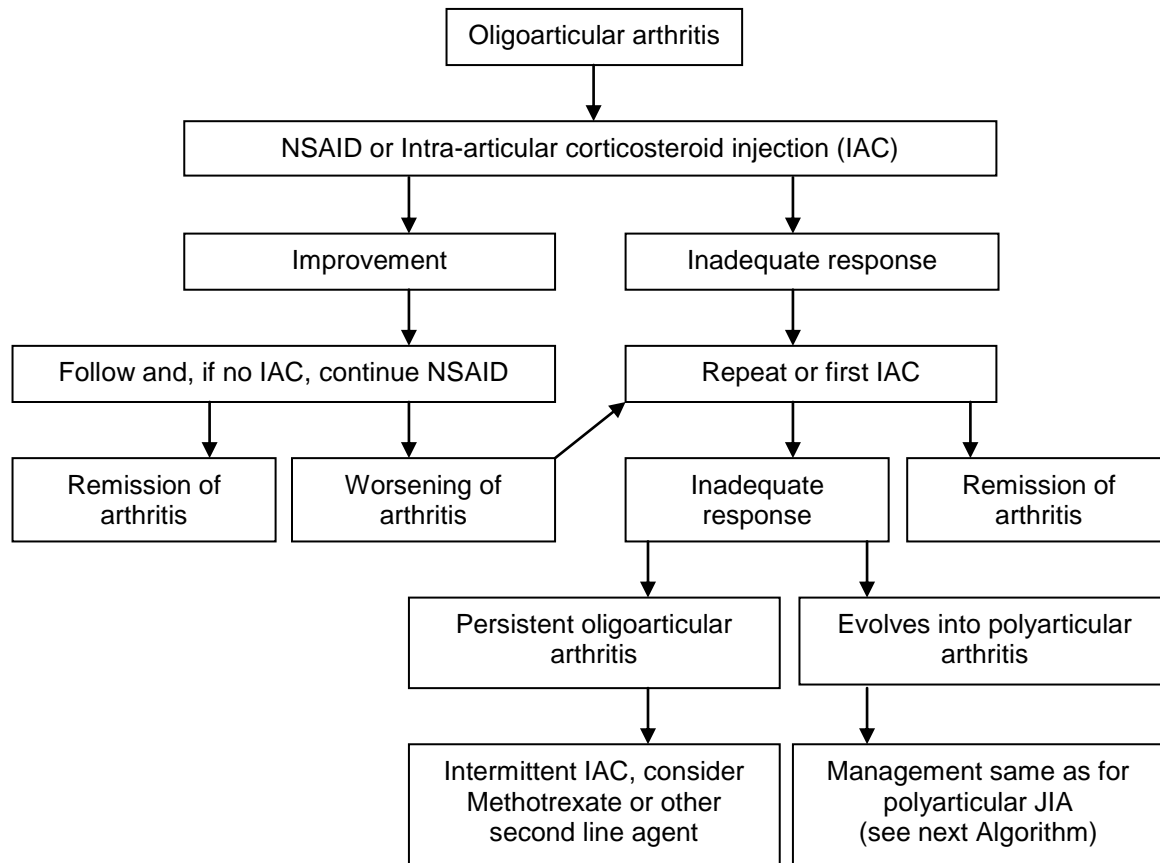 Oligoarticular arthritis
NSAID or Intra-articular corticosteroid injection (IAC)
Improvement
Inadequate response
Follow and, if no IAC, continue NSAID
Repeat or first IAC
Remission of
arthritis
Worsening of
arthritis
Inadequate
response
Remission of
arthritis
Persistent oligoarticular
arthritis
Evolves into polyarticular
arthritis
Intermittent IAC, consider
Methotrexate or other
second line agent
Management same as for
polyarticular JIA
(see next Algorithm)